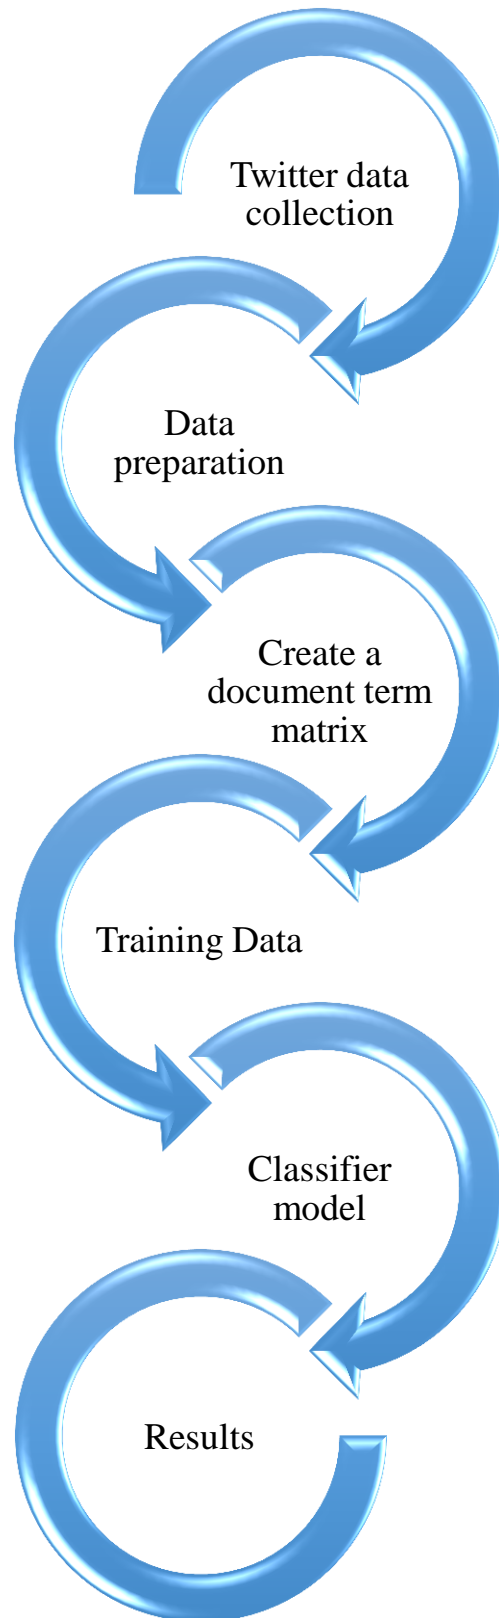 Twitter data
collection
Data
preparation
Create a
document term
matrix
Training Data
Classifier
model
Results